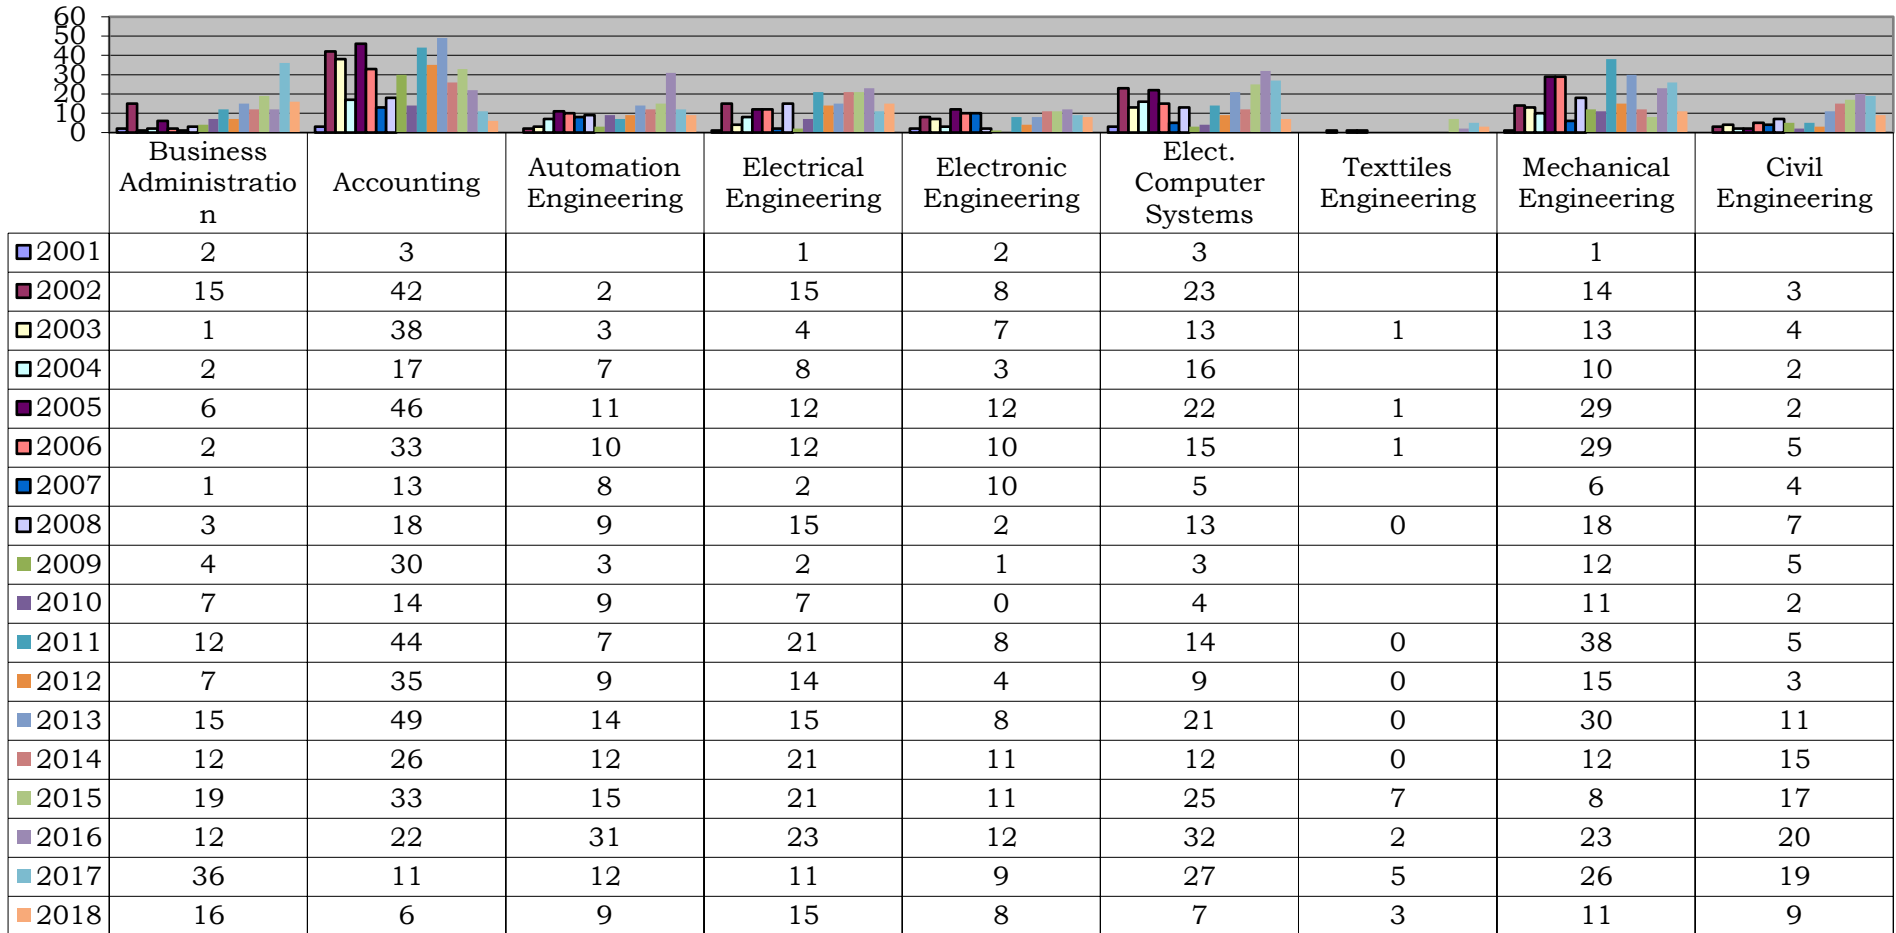 60
50
40
30
20
10
0
Business Administratio n Accounting Automation Engineering Electrical Engineering Electronic Engineering Elect. Computer Systems Texttiles Engineering Mechanical Engineering Civil Engineering
2001 2 3 1 2 3 1
2002 15 42 2 15 8 23 14 3
2003 1 38 3 4 7 13 1 13 4
2004 2 17 7 8 3 16 10 2
2005 6 46 11 12 12 22 1 29 2
2006 2 33 10 12 10 15 1 29 5
2007 1 13 8 2 10 5 6 4
2008 3 18 9 15 2 13 0 18 7
2009 4 30 3 2 1 3 12 5
2010 7 14 9 7 0 4 11 2
2011 12 44 7 21 8 14 0 38 5
2012 7 35 9 14 4 9 0 15 3
2013 15 49 14 15 8 21 0 30 11
2014 12 26 12 21 11 12 0 12 15
2015 19 33 15 21 11 25 7 8 17
2016 12 22 31 23 12 32 2 23 20
2017 36 11 12 11 9 27 5 26 19
2018 16 6 9 15 8 7 3 11 9